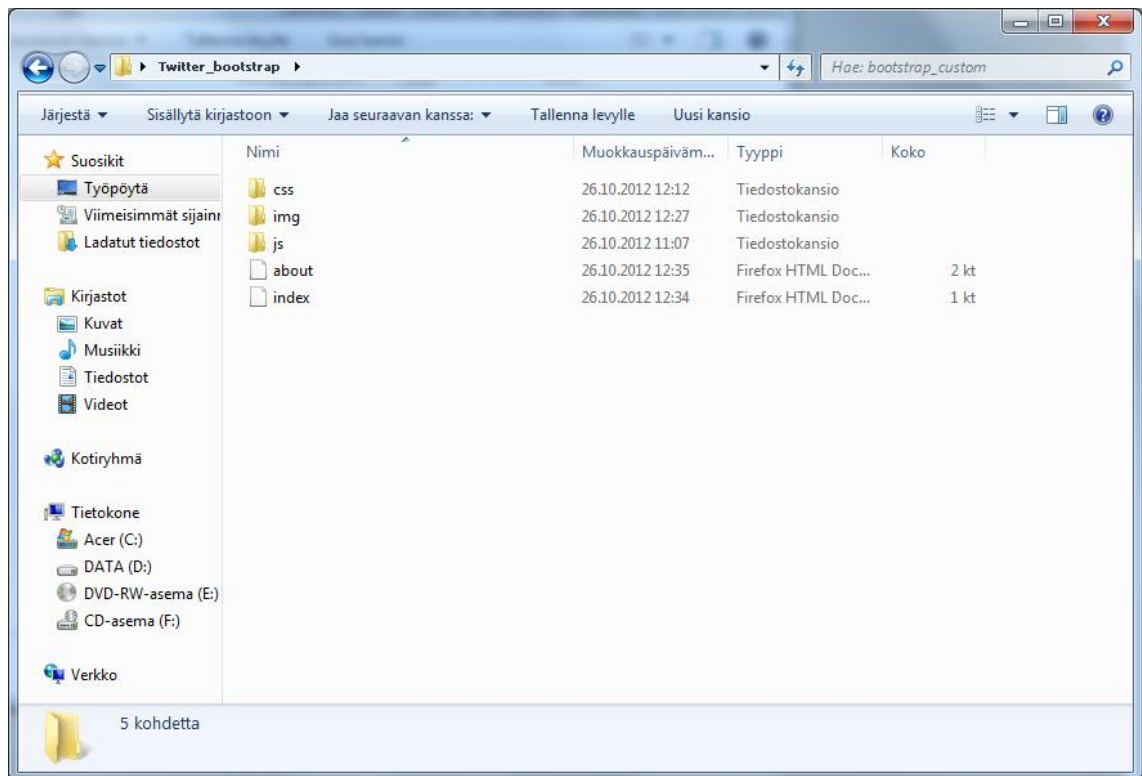 Twitter_bootstrap
Hae: bootstrap_custom
Järjestä Sisällytä kirjastoon Jaa seuraavan kanssa: Tallenna levylle Uusi kansio
Nimi Muokkauspäiväm... Tyyppi Koko
Suosikit
Työpöytä
Viimeisimmät sijainn
Ladatut tiedostot
Kirjastot
Kuvat
Musiikki
Tiedostot
Videot
Kotiryhmä
Tietokone
Acer (C:)
DATA (D:)
DVD-RW-asema (E:)
CD-asema (F:)
Verkko
css 26.10.2012 12:12 Tiedostokansio
img 26.10.2012 12:27 Tiedostokansio
js 26.10.2012 11:07 Tiedostokansio
about 26.10.2012 12:35 Firefox HTML Doc... 2 kt
index 26.10.2012 12:34 Firefox HTML Doc... 1 kt
5 kohdetta